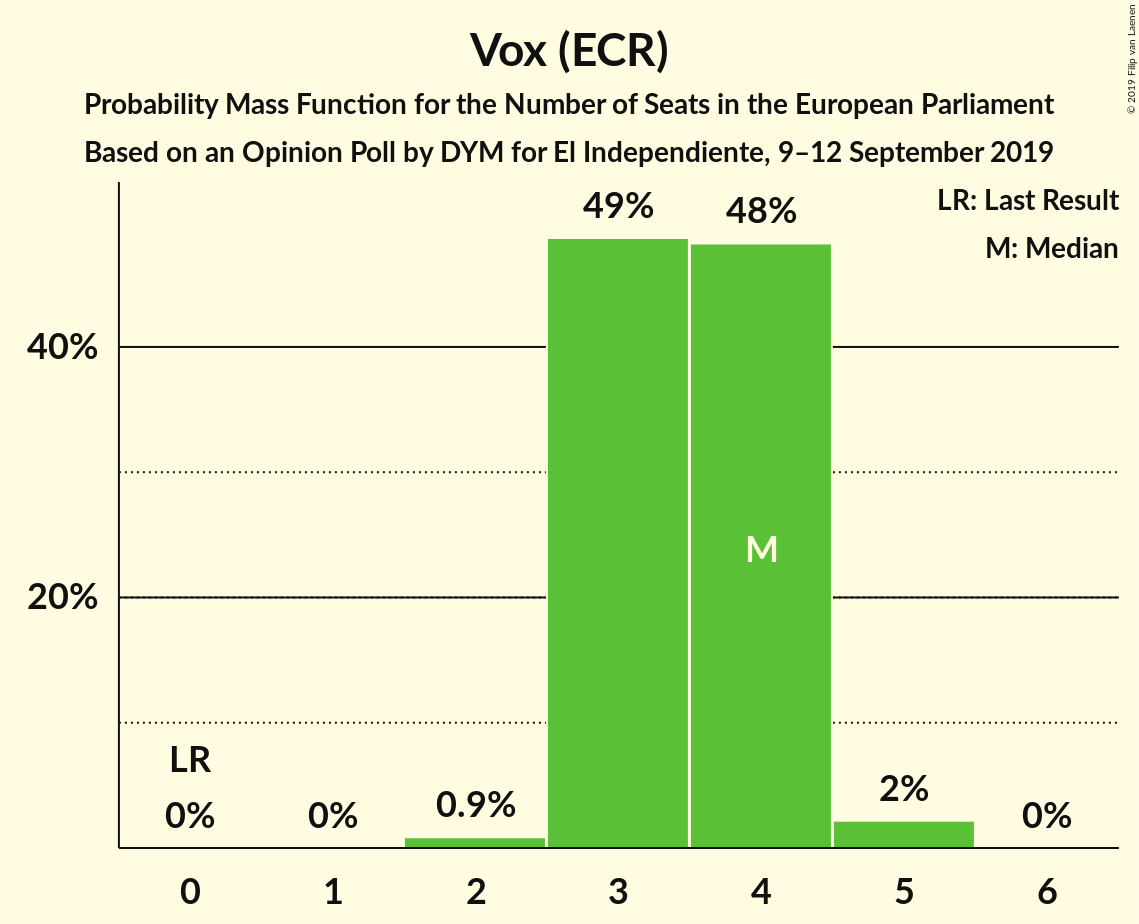 Vox (ECR)
Probability Mass Function for the Number of Seats in the European Parliament
Based on an Opinion Poll by DYM for El Independiente, 9–12 September 2019
© 2019 Filip van Laenen
LR: Last Result
M: Median
49%
48%
40%
M
20%
LR
0%
0%
0.9%
2%
0%
0
1
2
3
4
5
6